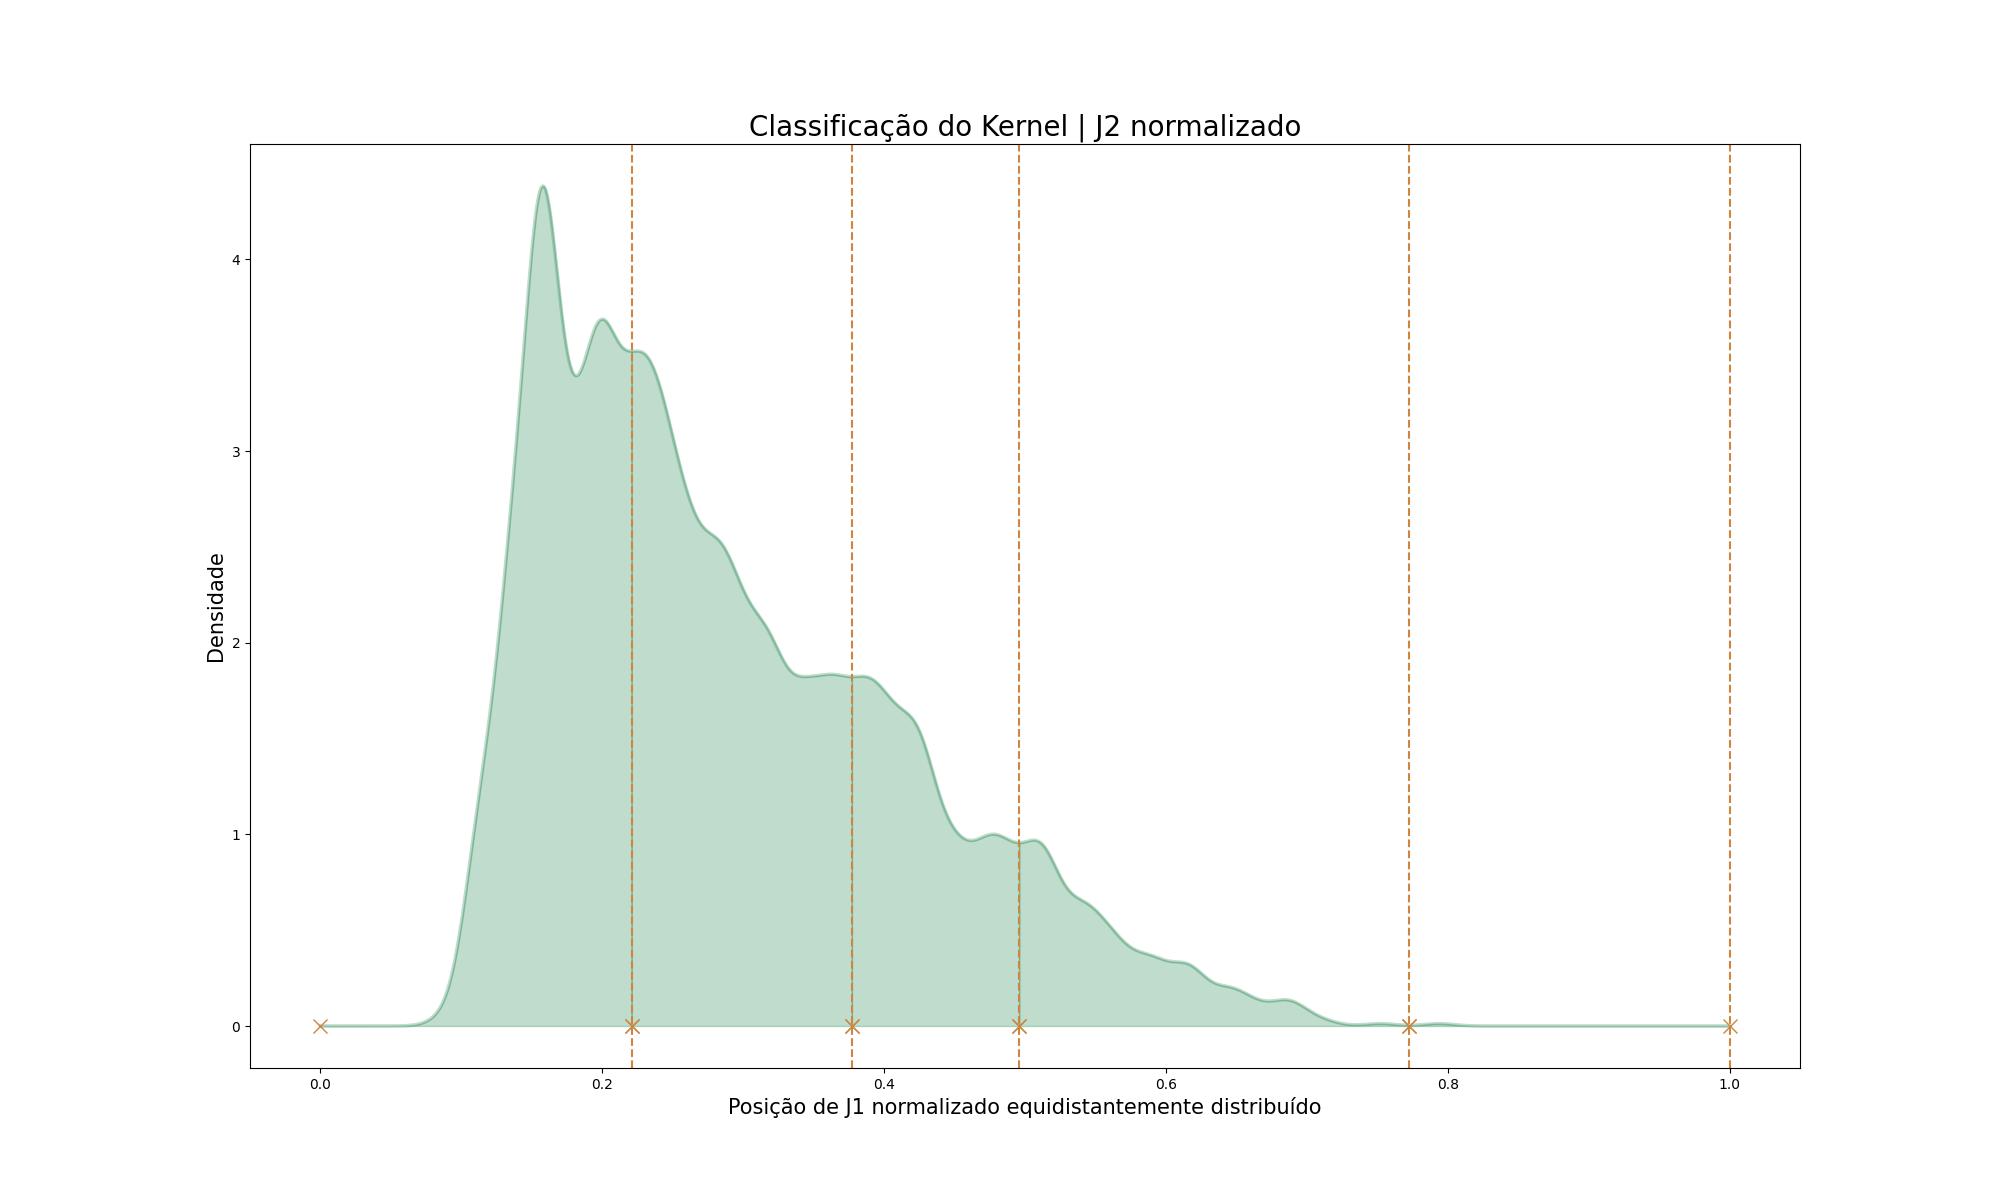 Classificação do Kernel | J2 normalizado
Densidade
4
3
2
1
0
0.0 0.2 0.4 0.6 0.8 1.0
Posição de J1 normalizado equidistantemente distribuído